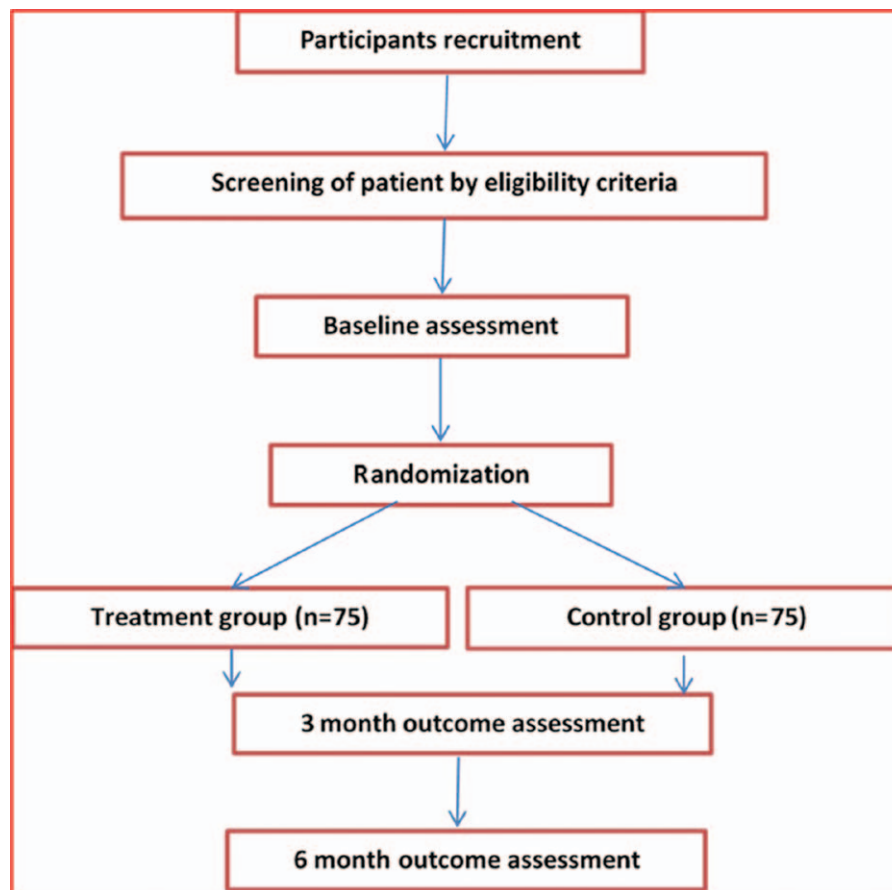 Participants recruitment
Screening of patient by eligibility criteria
Baseline assessment
Randomization
Treatment group (n=75)
Control group (n=75)
3 month outcome assessment
6 month outcome assessment